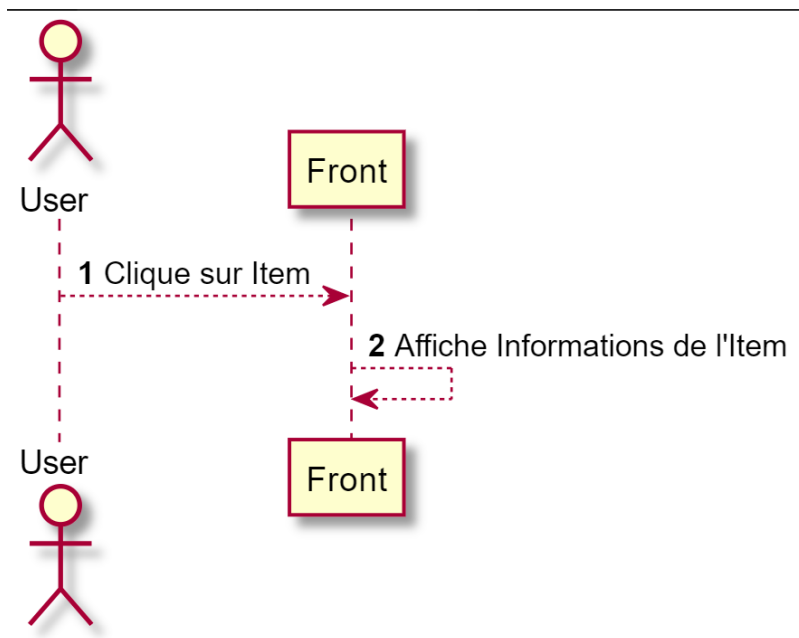 User
Front
1 Clique sur Item
2 Affiche Informations de l'Item
User
Front